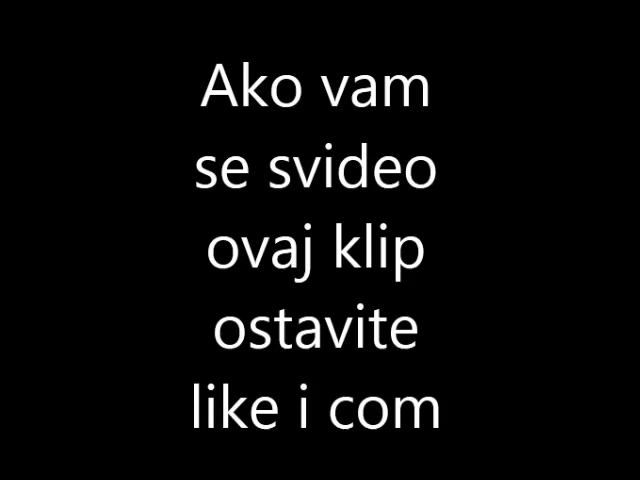 Ako vam
se svideo
ovaj klip
ostavite
like i com